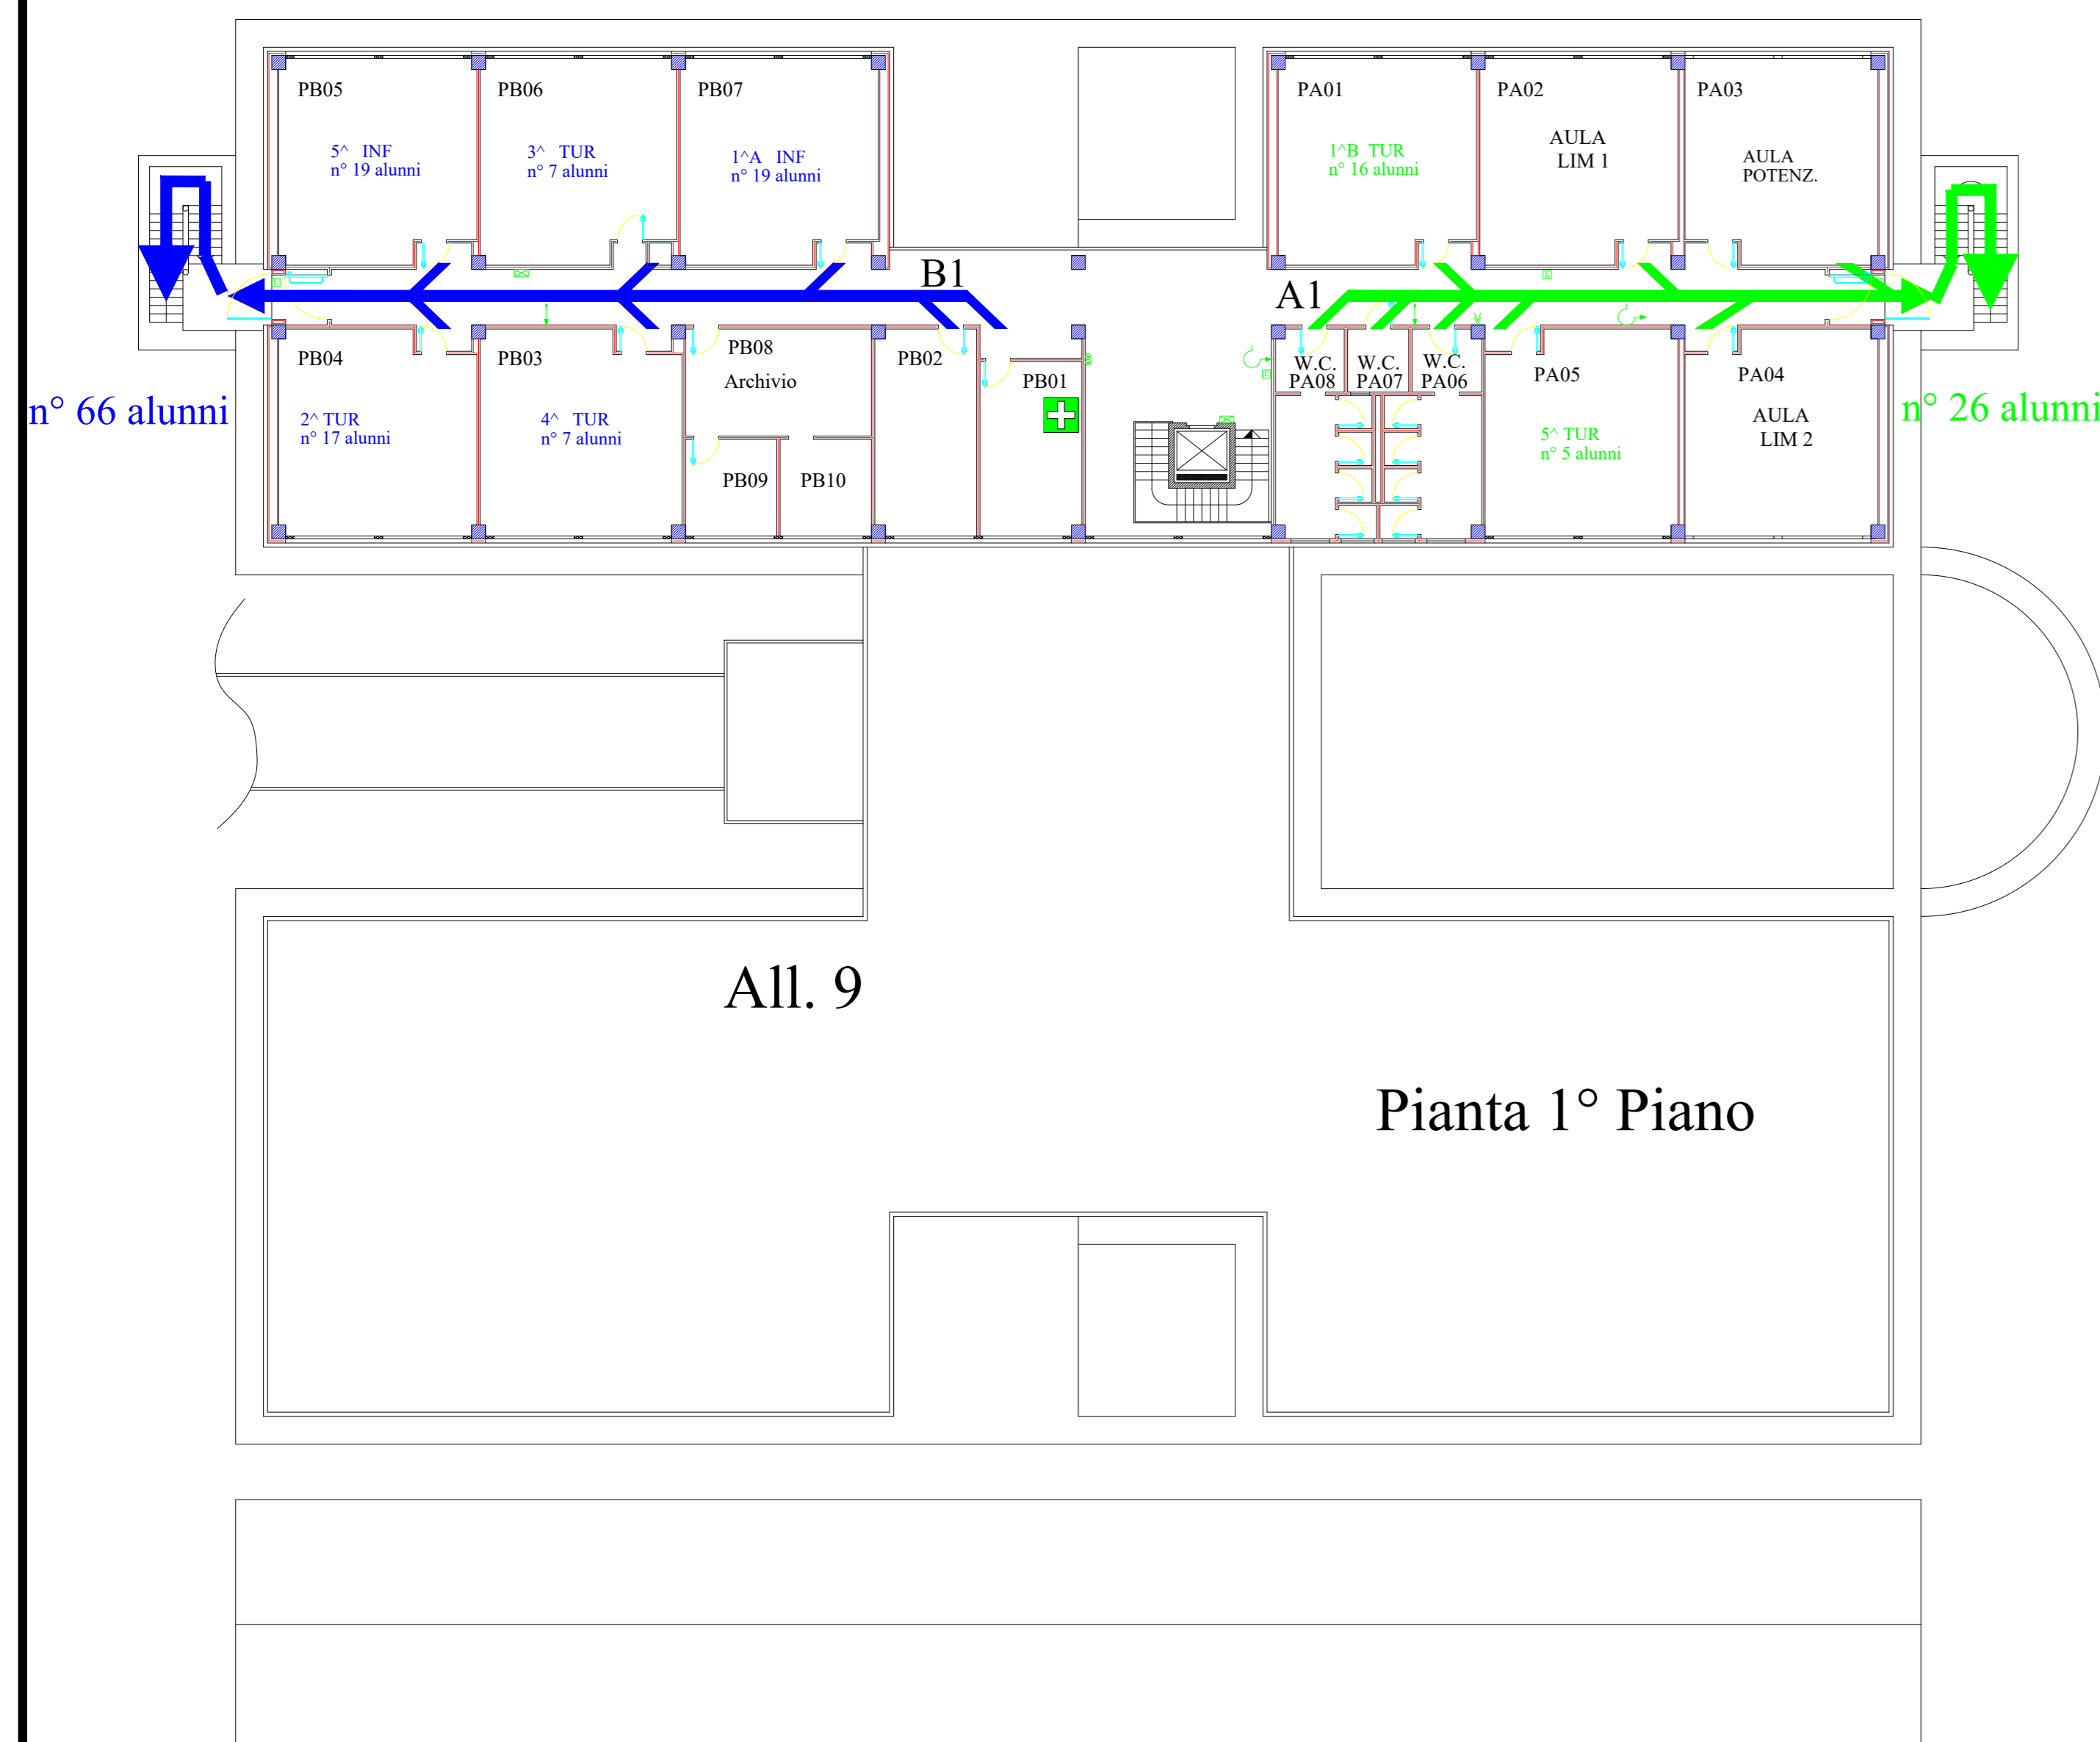 PB05
5^ INF
n° 19 alunni
PB06
3^ TUR
n° 7 alunni
PB07
1^A INF
n° 19 alunni
PA01
1^B TUR
n° 16 alunni
PA02
AULA
LIM 1
PA03
AULA
POTENZ.
B1
A1
n° 66 alunni
PB04
2^ TUR
n° 17 alunni
PB03
4^ TUR
n° 7 alunni
PB08
Archivio
PB09
PB10
PB02
PB01
W.C.
PA08
W.C.
PA07
W.C.
PA06
PA05
5^ TUR
n° 5 alunni
PA04
AULA
LIM 2
n° 26 alunni
E
E
E
All. 9
Pianta 1° Piano